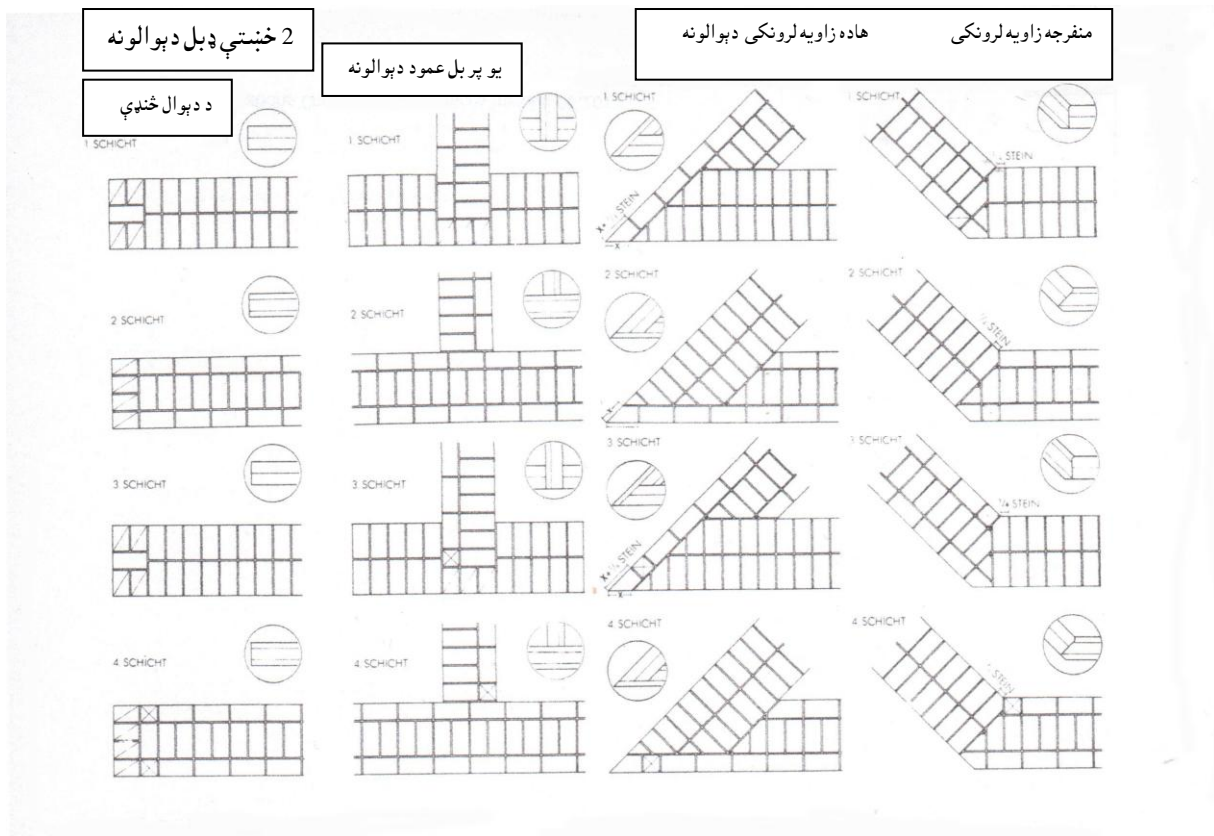 2 خښتې ډبل دېوالونه
د دېوال څنډې
یو پر بل عمود دېوالونه
هاده زاویه لرونکی دېوالونه
منفرجه زاویه لرونکی
1 SCHICHT
1 SCHICHT
1 SCHICHT
1 SCHICHT
STEIN
STEIN
X+
X
2 SCHICHT
2 SCHICHT
2 SCHICHT
2 SCHICHT
STEIN
3 SCHICHT
3 SCHICHT
3 SCHICHT
3 SCHICHT
STEIN
STEIN
X+
X
4 SCHICHT
4 SCHICHT
4 SCHICHT
4 SCHICHT
STEIN